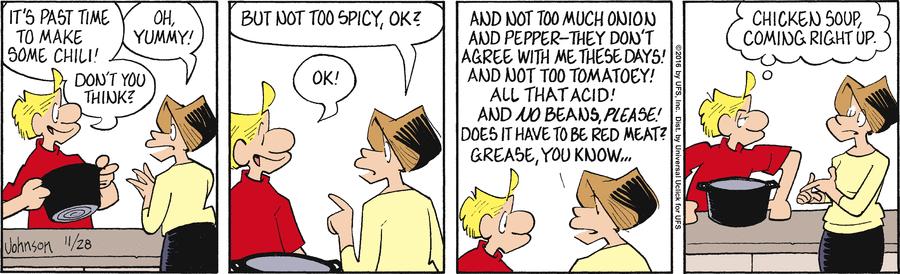 IT'S PAST TIME
TO MAKE
SOME CHILI!
DON'T YOU
THINK?
OH,
YUMMY!
Johnson 11/28
BUT NOT TOO SPICY, OK?
OK!
AND NOT TOO MUCH ONION
AND PEPPER—THEY DON'T
AGREE WITH ME THESE DAYS!
AND NOT TOO TOMATOEY!
ALL THAT ACID!
AND NO BEANS, PLEASE!
DOES IT HAVE TO BE RED MEAT?
GREASE, YOU KNOW...
©2016 by UFS, Inc. Dist. by Universal Uclick for UFS
CHICKEN SOUP,
COMING RIGHT UP.